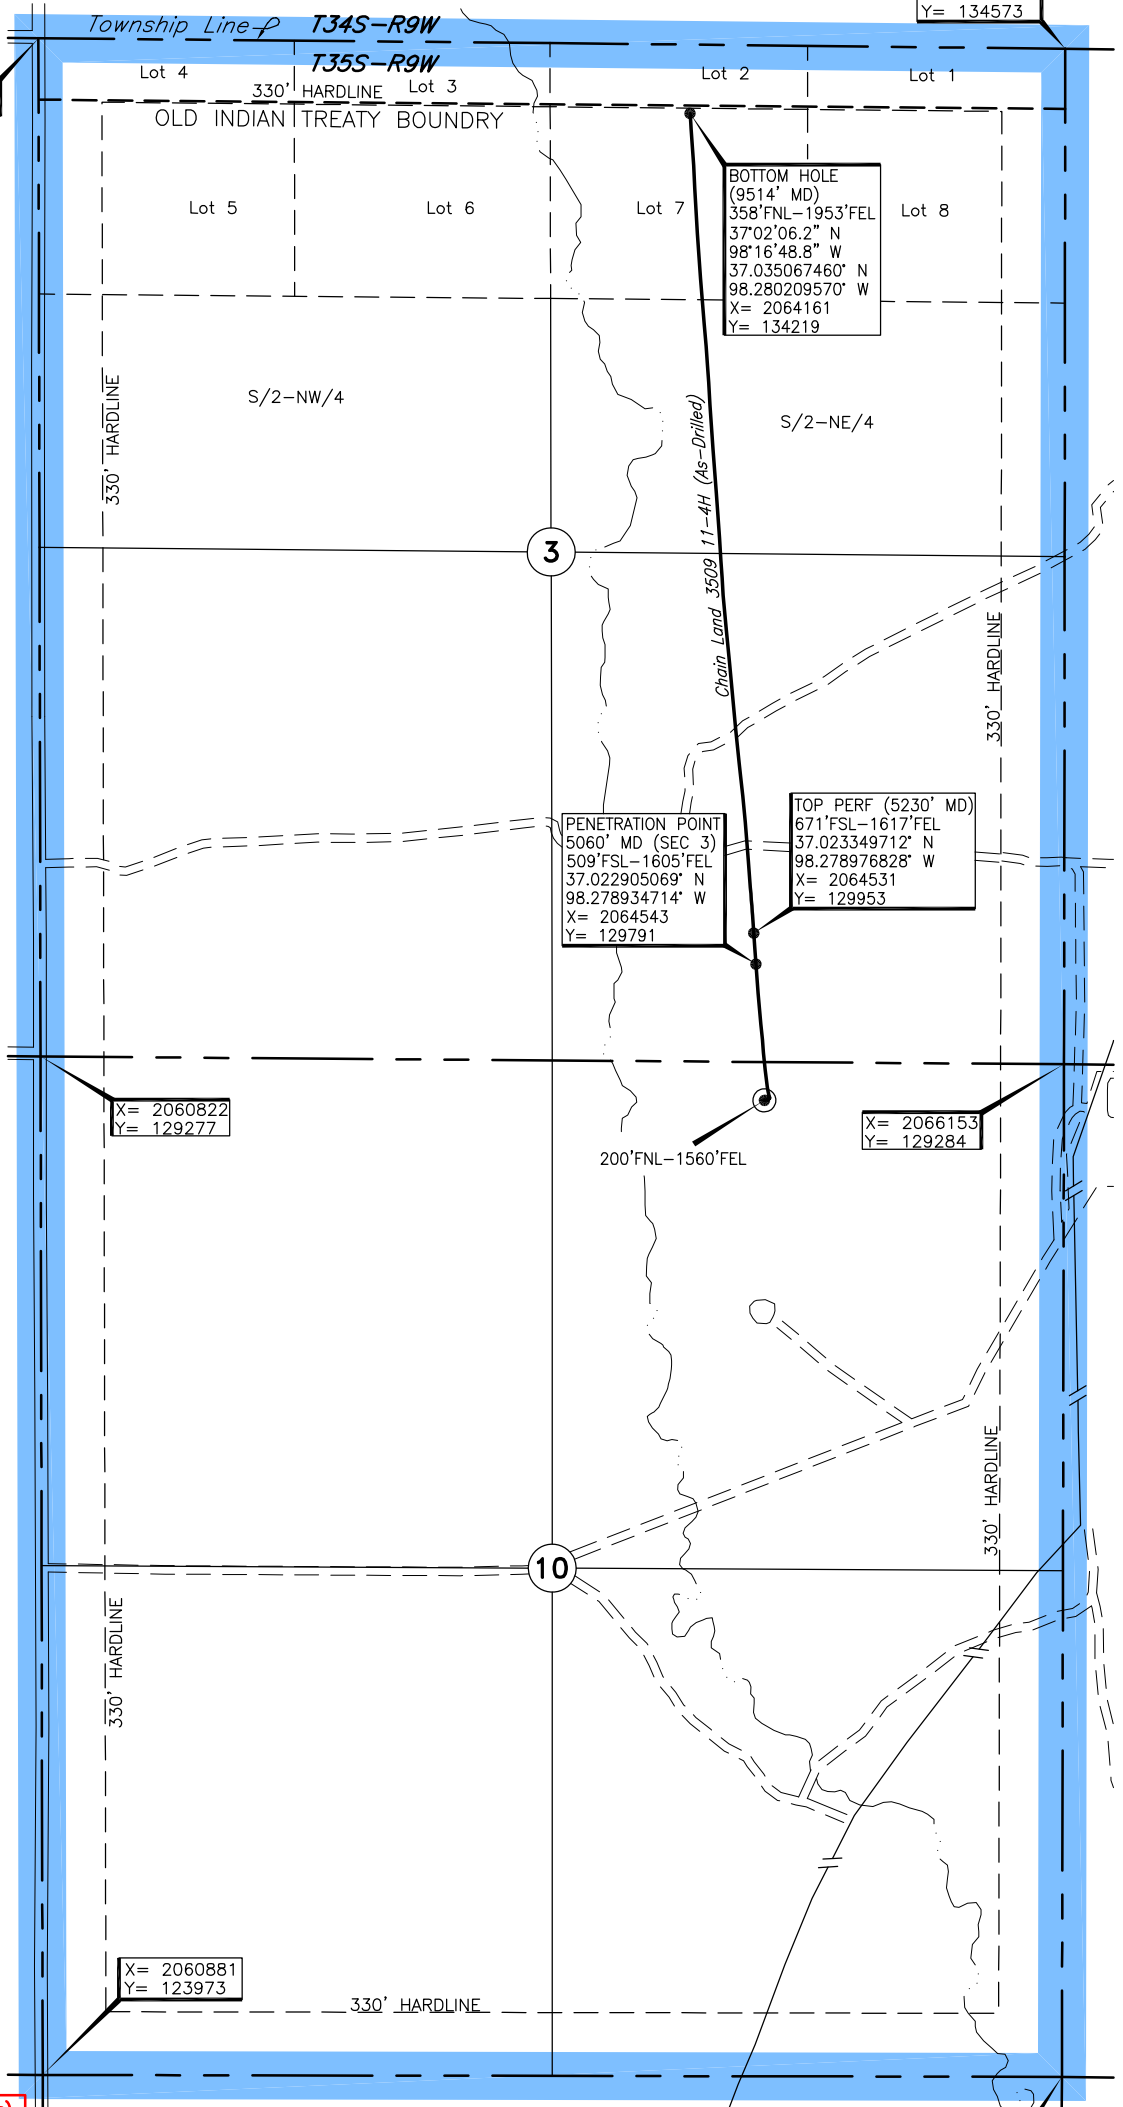 Township Line
T34S-R9W
Y= 134573
T35S-R9W
Lot 4
Lot 3
Lot 2
Lot 1
330' HARDLINE
OLD INDIAN TREATY BOUNDRY
Lot 5
Lot 6
Lot 7
Lot 8
BOTTOM HOLE
(9514' MD)
358'FNL-1953'FEL
37°02'06.2" N
98°16'48.8" W
37.035067460° N
98.280209570° W
X= 2064161
Y= 134219
S/2-NW/4
S/2-NE/4
330' HARDLINE
Chain Land 3509 11-4H (As-Drilled)
3
330' HARDLINE
PENETRATION POINT
5060' MD (SEC 3)
509'FSL-1605'FEL
37.022905069° N
98.278934714° W
X= 2064543
Y= 129791
TOP PERF (5230' MD)
671'FSL-1617'FEL
37.023349712° N
98.278976828° W
X= 2064531
Y= 129953
X= 2060822
Y= 129277
X= 2066153
Y= 129284
200'FNL-1560'FEL
330' HARDLINE
10
330' HARDLINE
X= 2060881
Y= 123973
330' HARDLINE